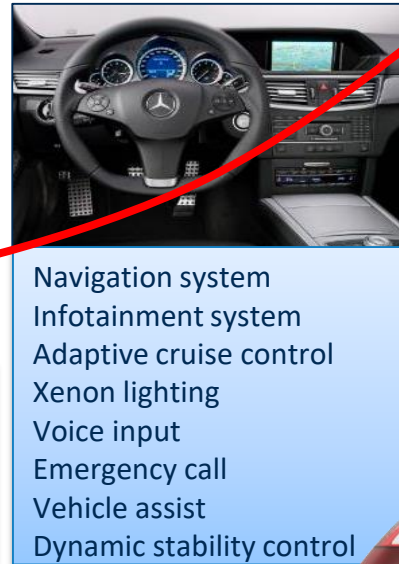 Navigation system
Infotainment system
Adaptive cruise control
Xenon lighting
Voice input
Emergency call
Vehicle assist
Dynamic stability control